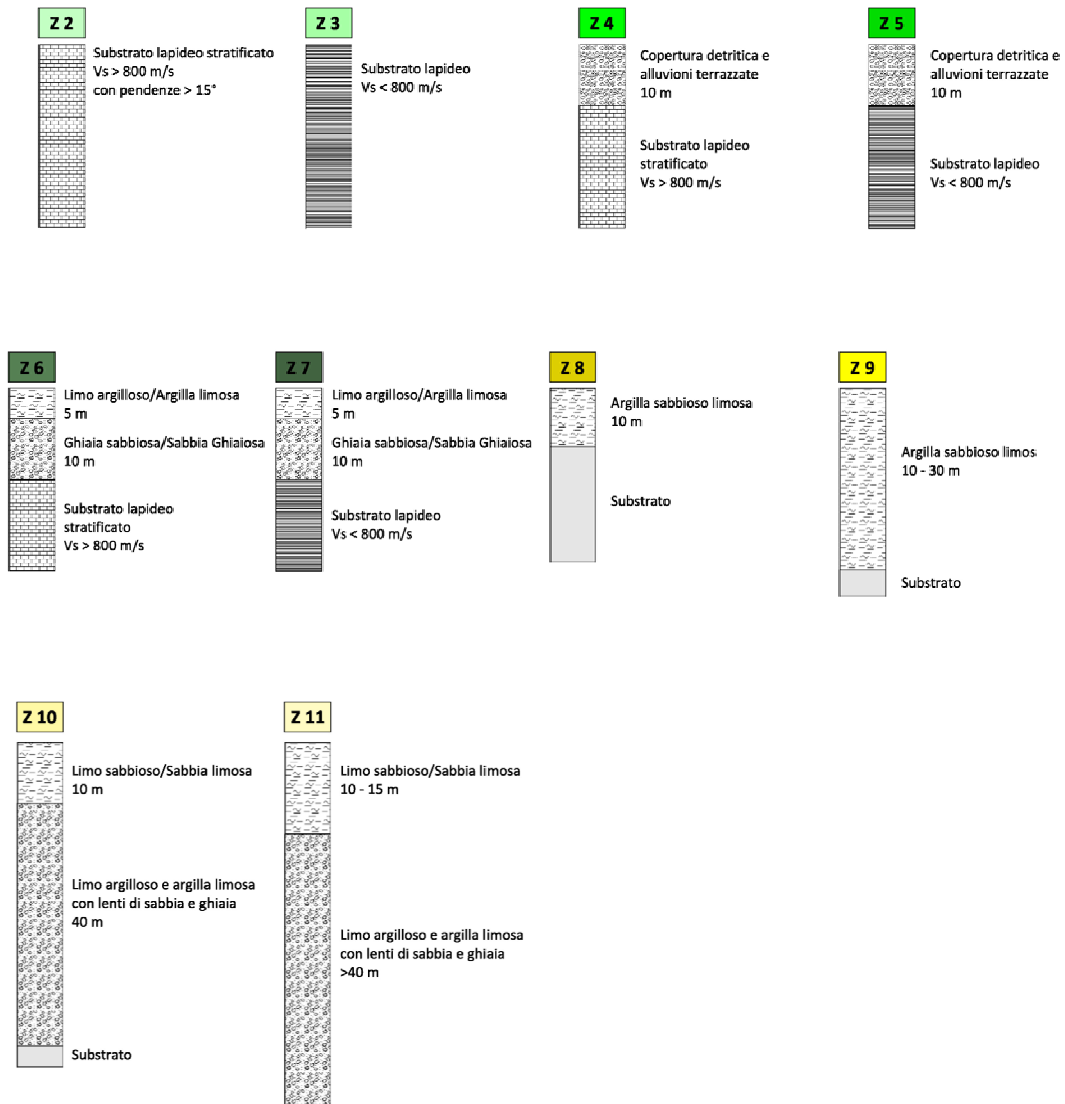 Z 2
Substrato lapideo stratificato
Vs > 800 m/s
con pendenze > 15°
Z 3
Substrato lapideo
Vs < 800 m/s
Z 4
Copertura detritica e
alluvioni terrazzate
10 m
Substrato lapideo
stratificato
Vs > 800 m/s
Z 5
Copertura detritica e
alluvioni terrazzate
10 m
Substrato lapideo
Vs < 800 m/s
Z 6
Limo argilloso/Argilla limosa
5 m
Ghiaia sabbiosa/Sabbia Ghiaiosa
10 m
Substrato lapideo
stratificato
Vs > 800 m/s
Z 7
Limo argilloso/Argilla limosa
5 m
Ghiaia sabbiosa/Sabbia Ghiaiosa
10 m
Substrato lapideo
Vs < 800 m/s
Z 8
Argilla sabbioso limosa
10 m
Substrato
Z 9
Argilla sabbioso limos
10 - 30 m
Substrato
Z 10
Limo sabbioso/Sabbia limosa
10 m
Limo argilloso e argilla limosa
con lenti di sabbia e ghiaia
40 m
Substrato
Z 11
Limo sabbioso/Sabbia limosa
10 - 15 m
Limo argilloso e argilla limosa
con lenti di sabbia e ghiaia
>40 m